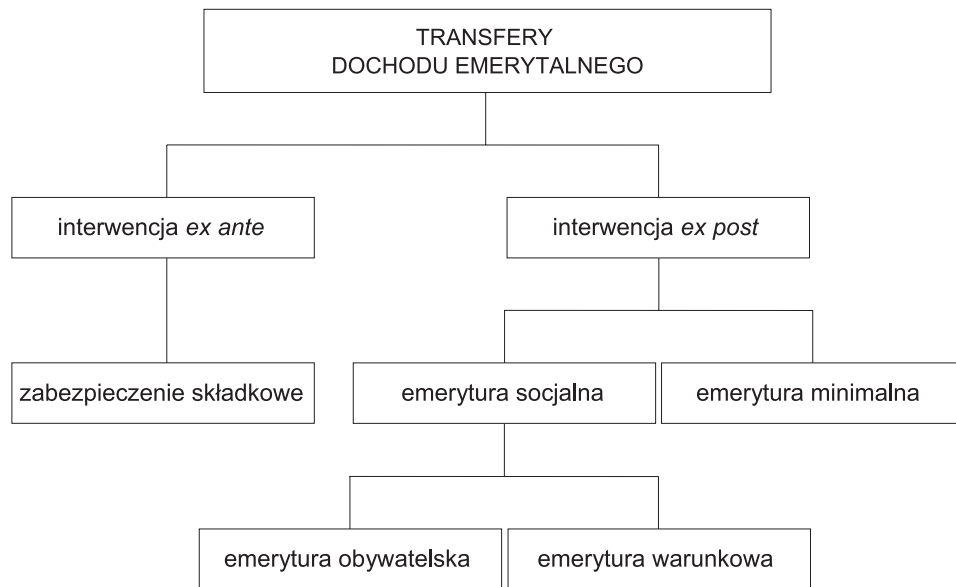 TRANSFERY
DOCHODU EMERYTALNEGO
interwencja ex ante
interwencja ex post
zabezpieczenie składkowe
emerytura socjalna
emerytura minimalna
emerytura obywatelska
emerytura warunkowa